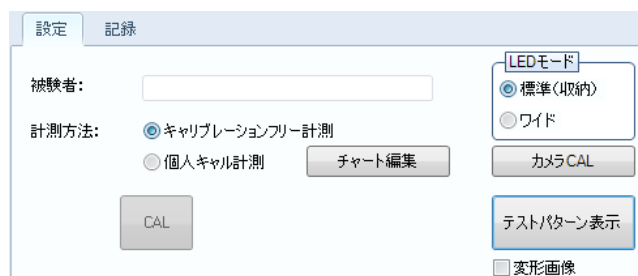 設定 記録
LEDモード
被験者:
標準(収納)
計測方法: キャリブレーションフリー計測
ワイド
個人キャル計測 チャート編集 カメラCAL
CAL テストパターン表示
変形画像